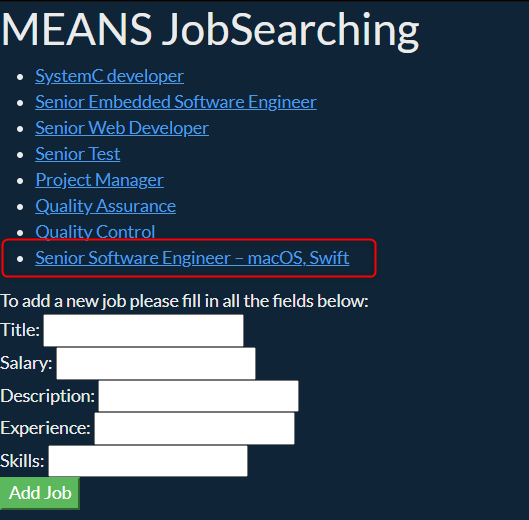 MEANS JobSearching
SystemC developer
Senior Embedded Software Engineer
Senior Web Developer
Senior Test
Project Manager
Quality Assurance
Quality Control
Senior Software Engineer – macOS, Swift
To add a new job please fill in all the fields below:
Title:
Salary:
Description:
Experience:
Skills:
Add Job